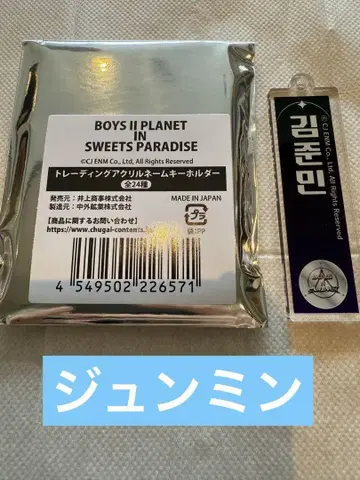 BOYS II PLANET
IN
SWEETS PARADISE
©CJ ENM Co., Ltd, All Rights Reserved
トレーディングアクリルネームキーホルダー
全24種
発売元:井上商事株式会社
製造元:中外鉱業株式会社
MADE IN JAPAN
【商品に関するお問い合わせ】
https://www.chugai-contents.
プラ
袋:PP
4 549502 226571
김준민
©CJ ENM Co., Ltd, All Rights Reserved
ジュンミン